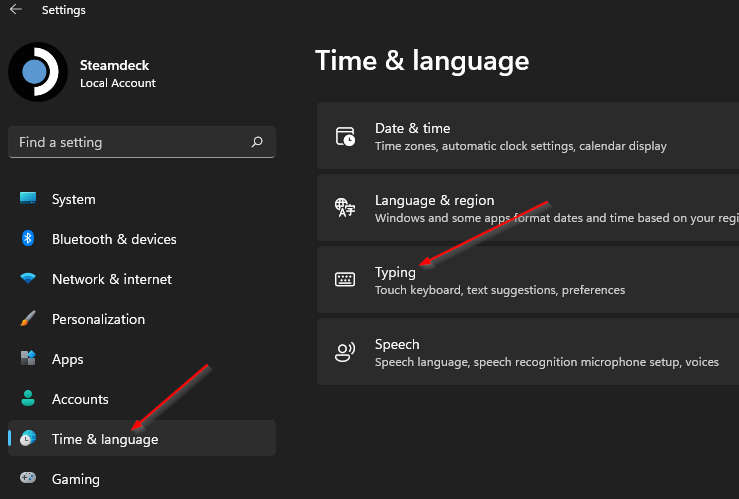 Settings
Steamdeck
Local Account
Find a setting
System
Bluetooth & devices
Network & internet
Personalization
Apps
Accounts
Time & language
Gaming
Time & language
Date & time
Time zones, automatic clock settings, calendar display
Language & region
Windows and some apps format dates and time based on your regi
Typing
Touch keyboard, text suggestions, preferences
Speech
Speech language, speech recognition microphone setup, voices